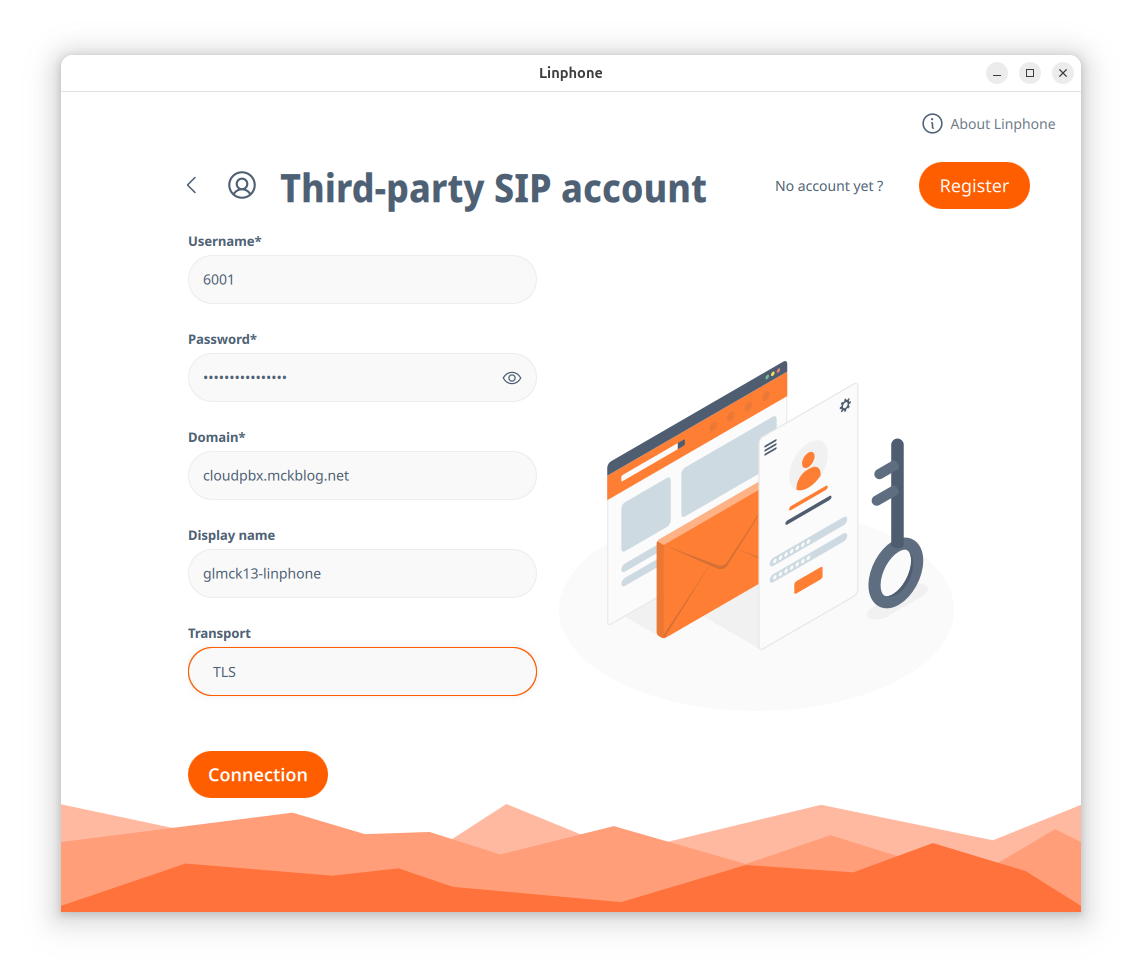 Linphone
About Linphone
Third-party SIP account
No account yet ?
Register
Username*
6001
Password*
••••••••••••••••
Domain*
cloudpbx.mckblog.net
Display name
glmck13-linphone
Transport
TLS
Connection